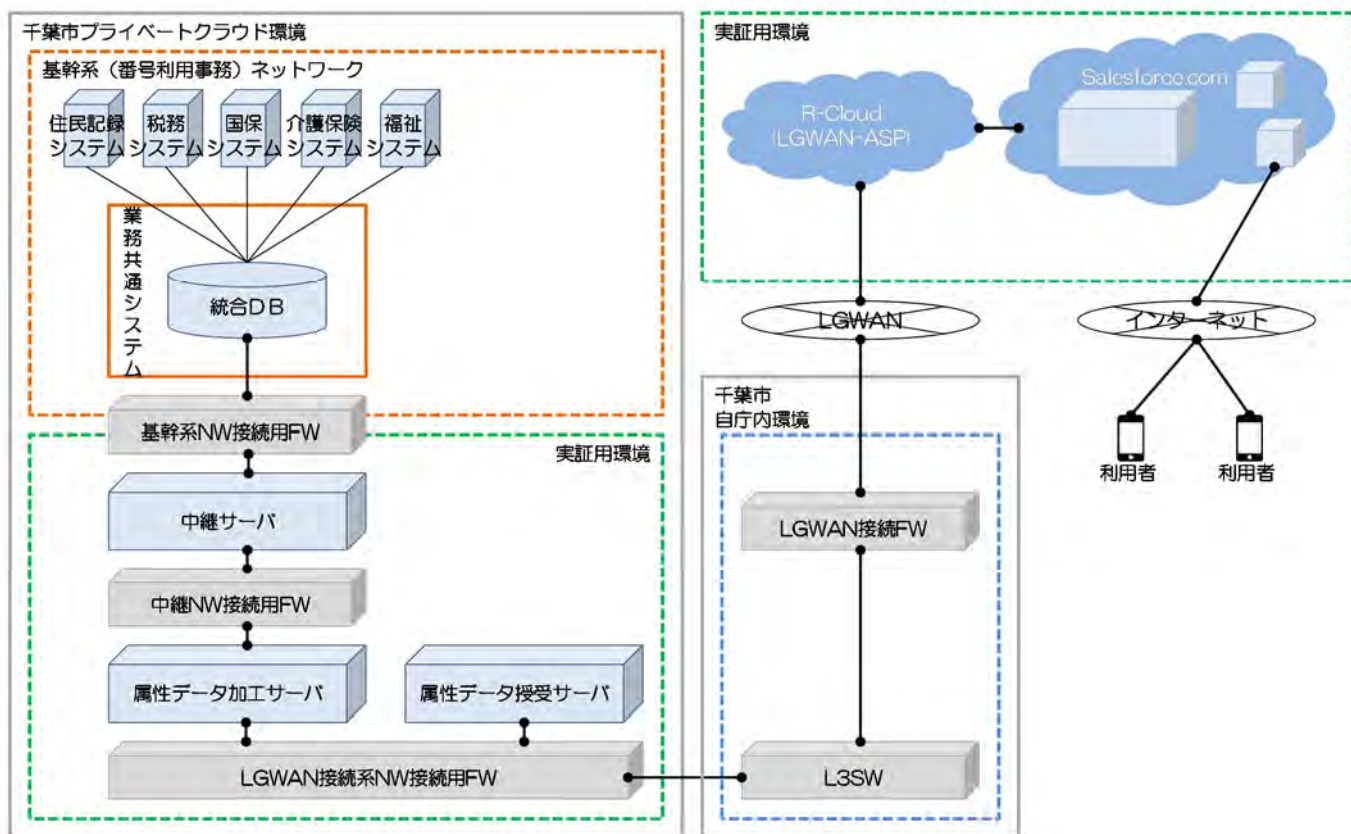 千葉市プライベートクラウド環境
基幹系（番号利用事務）ネットワーク
住民記録
システム
税務
システム
国保
システム
介護保険
システム
福祉
システム
業務共通システム
統合DB
基幹系NW接続用FW
実証用環境
中継サーバ
中継NW接続用FW
属性データ加工サーバ
属性データ授受サーバ
LGWAN接続系NW接続用FW
実証用環境
R-Cloud
(LGWAN-ASP)
Salesforce.com
LGWAN
インターネット
利用者
利用者
千葉市
自庁内環境
LGWAN接続FW
L3SW